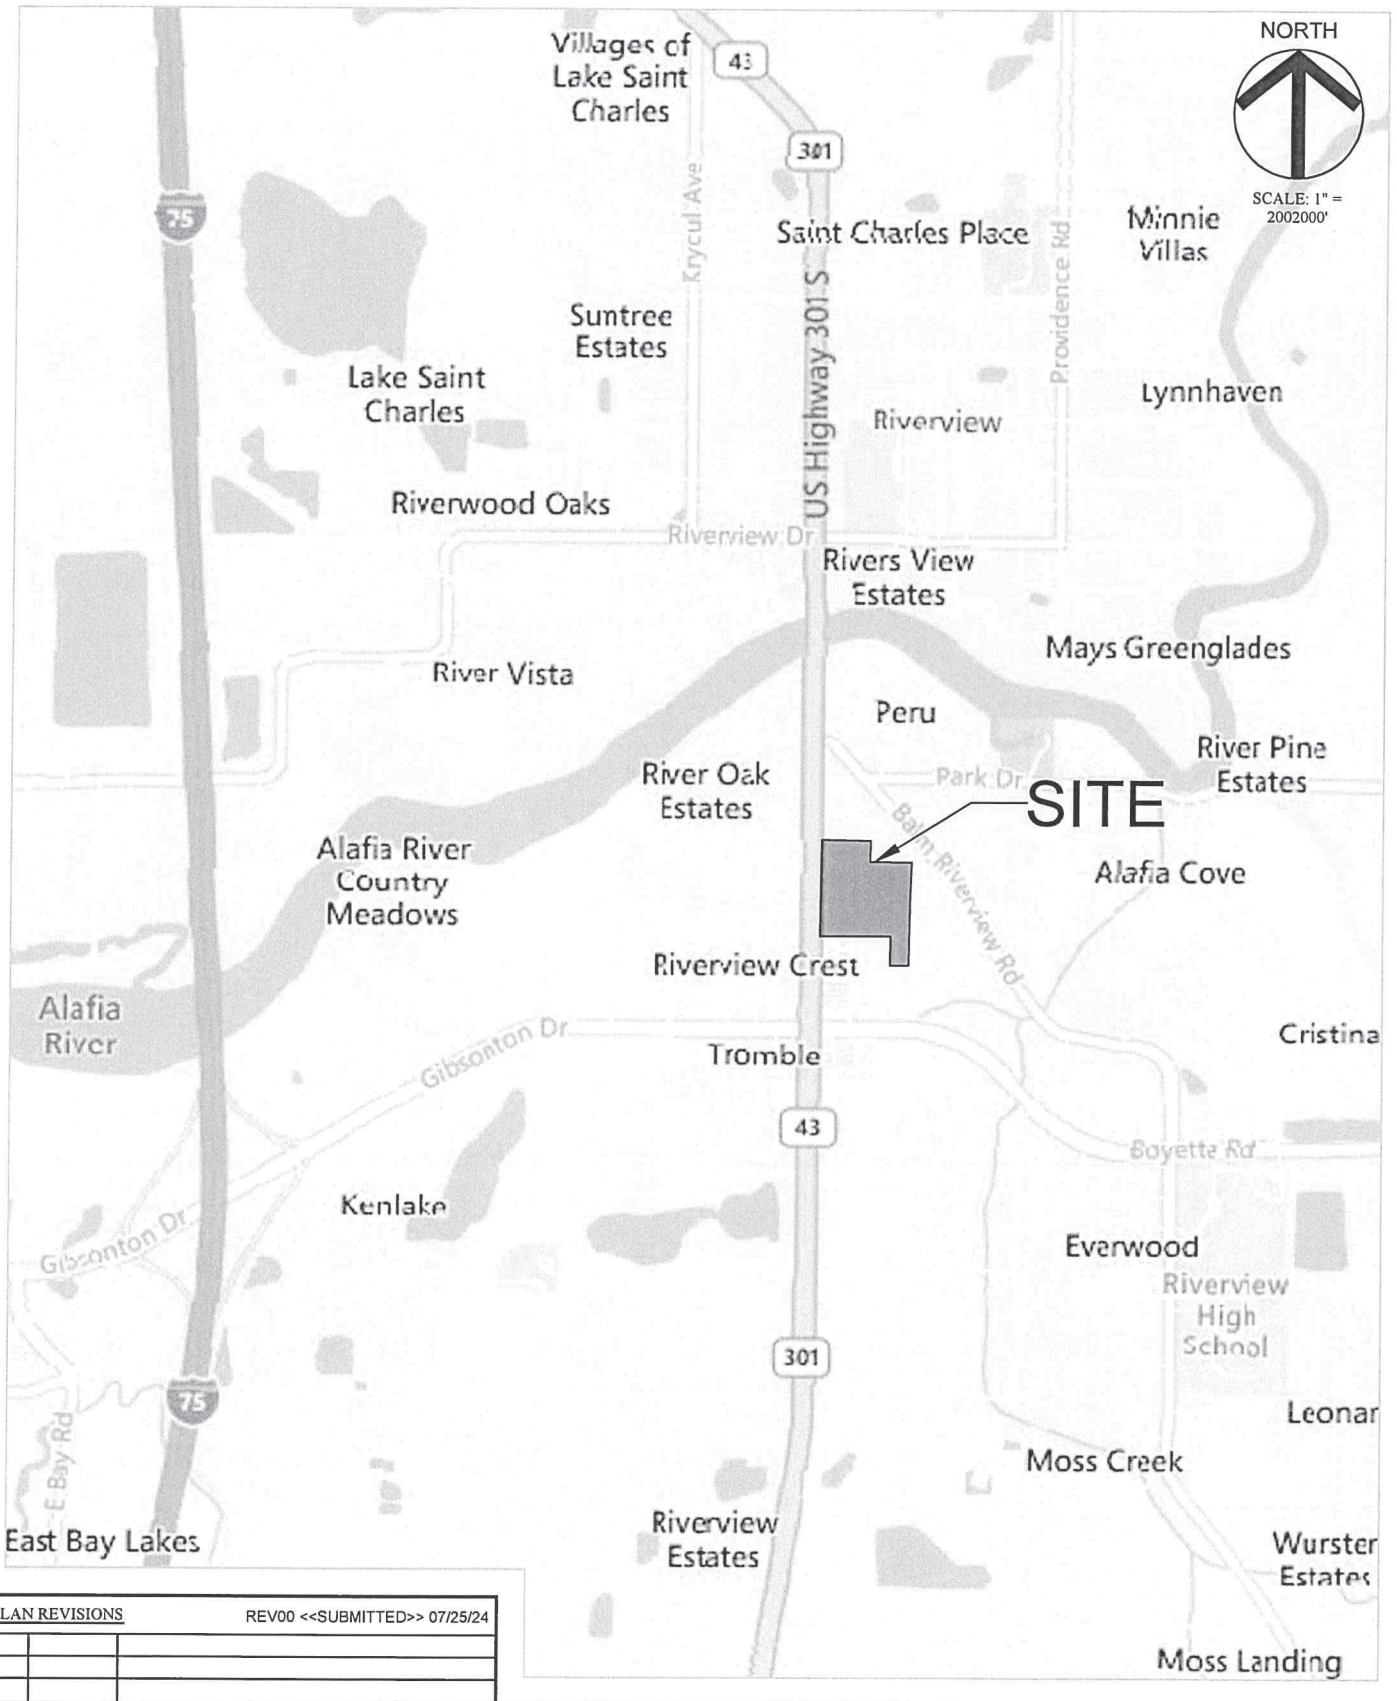 NORTH
SCALE: 1" =
2002000'
Villages of
Lake Saint
Charles
43
301
75
Krycul Ave
Saint Charles Place
Providence Rd
Minnie
Villas
US Highway 301 S
Suntree
Estates
Lake Saint
Charles
Riverview
Lynnhaven
Riverwood Oaks
Riverview Dr
Rivers View
Estates
River Vista
Mays Greenglades
Peru
River Oak
Estates
Park Dr
River Pine
Estates
SITE
Balm Riverview Rd
Alafia River
Country
Meadows
Alafia Cove
Riverview Crest
Alafia
River
Gibsonton Dr
Tromble
Cristina
43
Boyette Rd
Kenlake
Gibsonton Dr
Everwood
Riverview
High
School
301
75
E Bay Rd
Leonar
Moss Creek
East Bay Lakes
Riverview
Estates
Wurster
Estates
LAN REVISIONS
REV00 <<SUBMITTED>> 07/25/24
Moss Landing